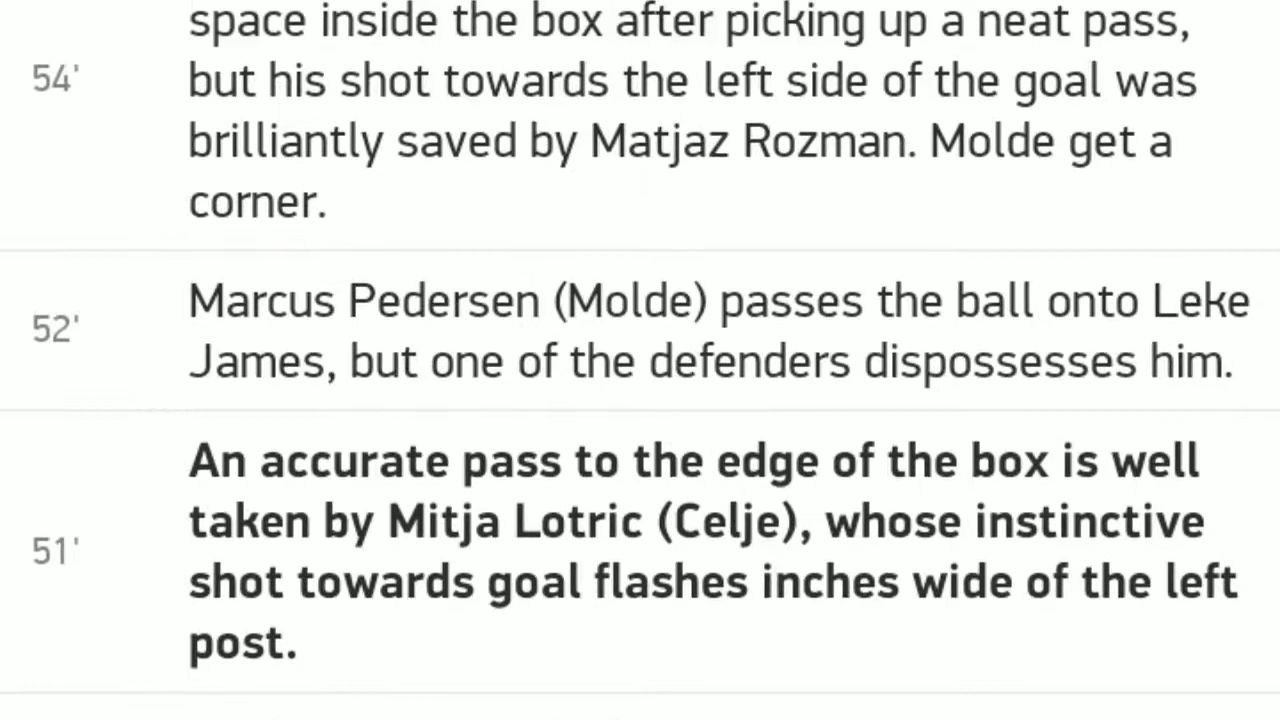 space inside the box after picking up a neat pass,
54'
but his shot towards the left side of the goal was
brilliantly saved by Matjaz Rozman. Molde get a
corner.
Marcus Pedersen (Molde) passes the ball onto Leke
52'
James, but one of the defenders dispossesses him.
An accurate pass to the edge of the box is well
taken by Mitja Lotric (Celje), whose instinctive
51'
shot towards goal flashes inches wide of the left
post.